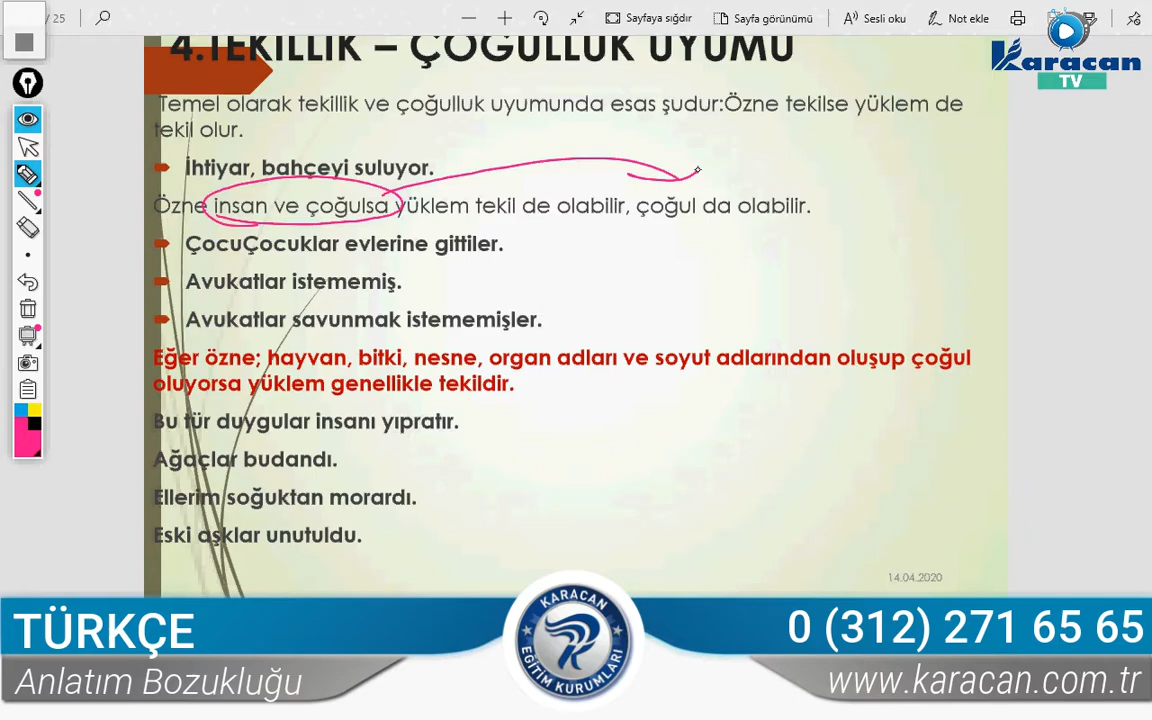 / 25
Sayfaya sığdır
Sayfa görünümü
Sesli oku
Not ekle
Karacan
TV
4.TEKİLLİK – ÇOĞULLUK UYUMU
Temel olarak tekillik ve çoğulluk uyumunda esas şudur:Özne tekilse yüklem de
tekil olur.
İhtiyar, bahçeyi suluyor.
Özne insan ve çoğulsa yüklem tekil de olabilir, çoğul da olabilir.
ÇocuÇocuklar evlerine gittiler.
Avukatlar istememiş.
Avukatlar savunmak istememişler.
Eğer özne; hayvan, bitki, nesne, organ adları ve soyut adlarından oluşup çoğul
oluyorsa yüklem genellikle tekildir.
Bu tür duygular insanı yıpratır.
Ağaçlar budandı.
Ellerim soğuktan morardı.
Eski aşklar unutuldu.
14.04.2020
TÜRKÇE
Anlatım Bozukluğu
KARACAN
EĞİTİM KURUMLARI
0 (312) 271 65 65
www.karacan.com.tr